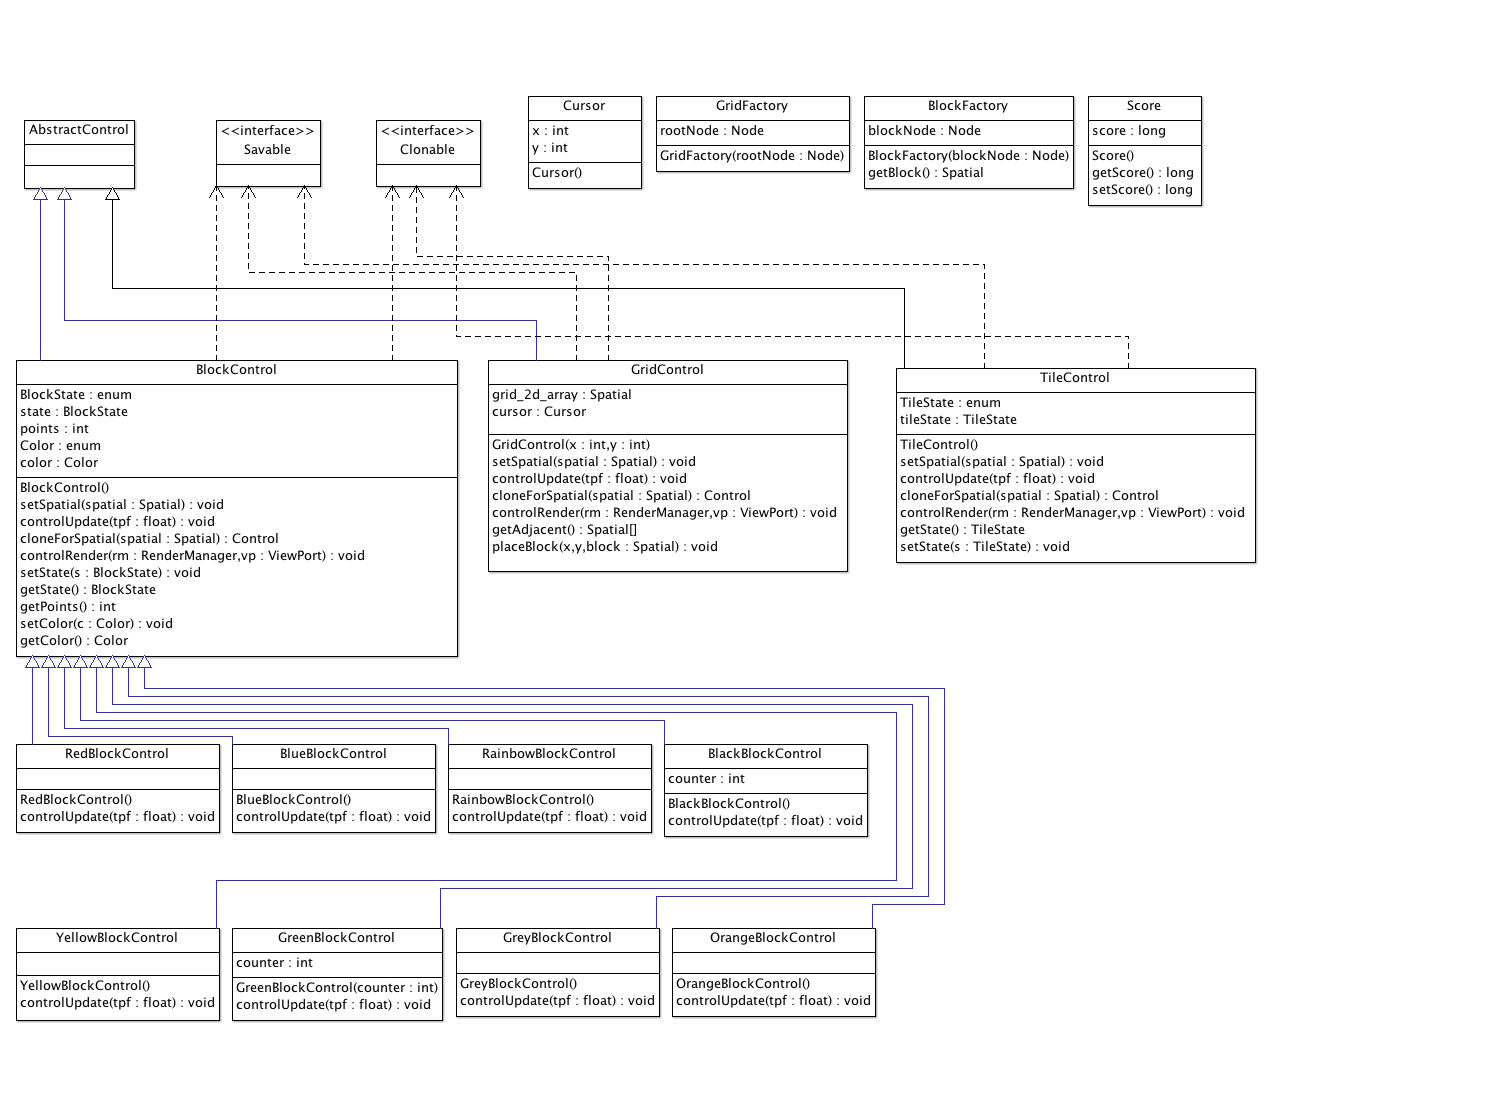 Cursor
x : int
y : int
Cursor()
GridFactory
rootNode : Node
GridFactory(rootNode : Node)
BlockFactory
blockNode : Node
BlockFactory(blockNode : Node)
getBlock() : Spatial
Score
score : long
Score()
getScore() : long
setScore() : long
AbstractControl
<<interface>>
Savable
<<interface>>
Clonable
BlockControl
BlockState : enum
state : BlockState
points : int
Color : enum
color : Color
BlockControl()
setSpatial(spatial : Spatial) : void
controlUpdate(tpf : float) : void
cloneForSpatial(spatial : Spatial) : Control
controlRender(rm : RenderManager,vp : ViewPort) : void
setState(s : BlockState) : void
getState() : BlockState
getPoints() : int
setColor(c : Color) : void
getColor() : Color
GridControl
grid_2d_array : Spatial
cursor : Cursor
GridControl(x : int,y : int)
setSpatial(spatial : Spatial) : void
controlUpdate(tpf : float) : void
cloneForSpatial(spatial : Spatial) : Control
controlRender(rm : RenderManager,vp : ViewPort) : void
getAdjacent() : Spatial[]
placeBlock(x,y,block : Spatial) : void
TileControl
TileState : enum
tileState : TileState
TileControl()
setSpatial(spatial : Spatial) : void
controlUpdate(tpf : float) : void
cloneForSpatial(spatial : Spatial) : Control
controlRender(rm : RenderManager,vp : ViewPort) : void
getState() : TileState
setState(s : TileState) : void
RedBlockControl
RedBlockControl()
controlUpdate(tpf : float) : void
BlueBlockControl
BlueBlockControl()
controlUpdate(tpf : float) : void
RainbowBlockControl
RainbowBlockControl()
controlUpdate(tpf : float) : void
BlackBlockControl
counter : int
BlackBlockControl()
controlUpdate(tpf : float) : void
YellowBlockControl
YellowBlockControl()
controlUpdate(tpf : float) : void
GreenBlockControl
counter : int
GreenBlockControl(counter : int)
controlUpdate(tpf : float) : void
GreyBlockControl
GreyBlockControl()
controlUpdate(tpf : float) : void
OrangeBlockControl
OrangeBlockControl()
controlUpdate(tpf : float) : void